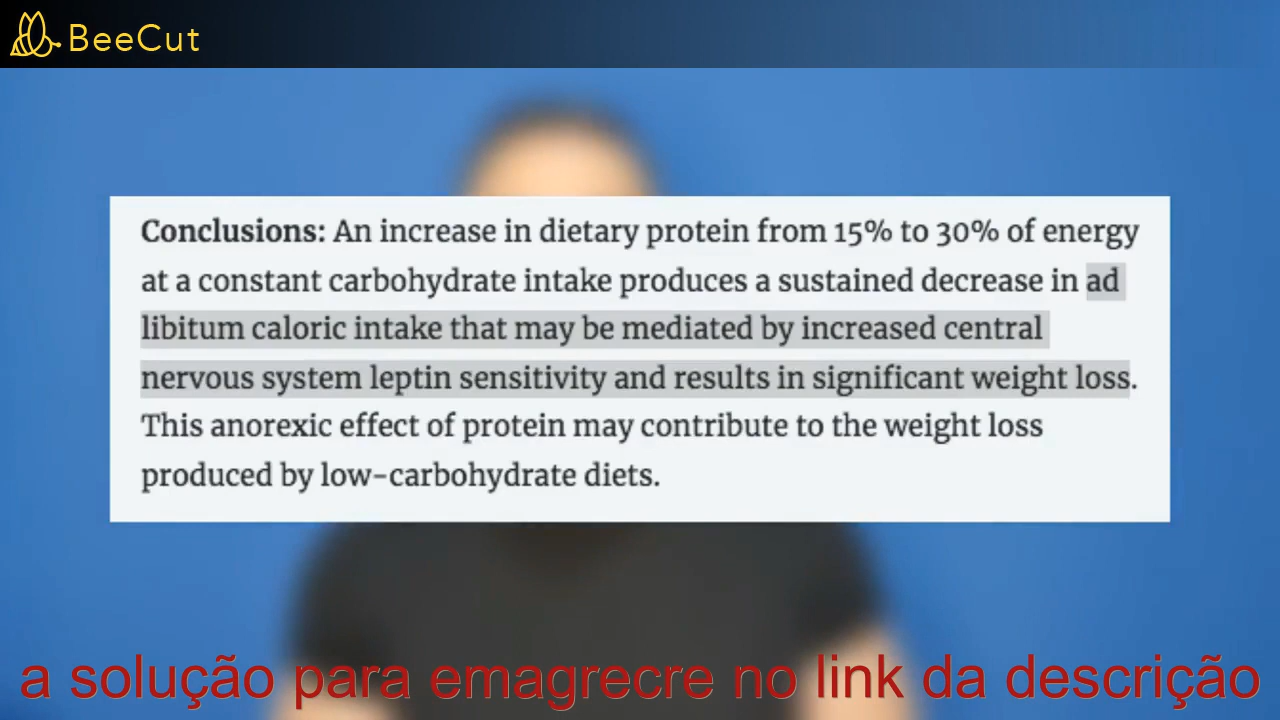 BeeCut
Conclusions: An increase in dietary protein from 15% to 30% of energy
at a constant carbohydrate intake produces a sustained decrease in ad
libitum caloric intake that may be mediated by increased central
nervous system leptin sensitivity and results in significant weight loss.
This anorexic effect of protein may contribute to the weight loss
produced by low-carbohydrate diets.
a solução para emagrecre no link da descrição